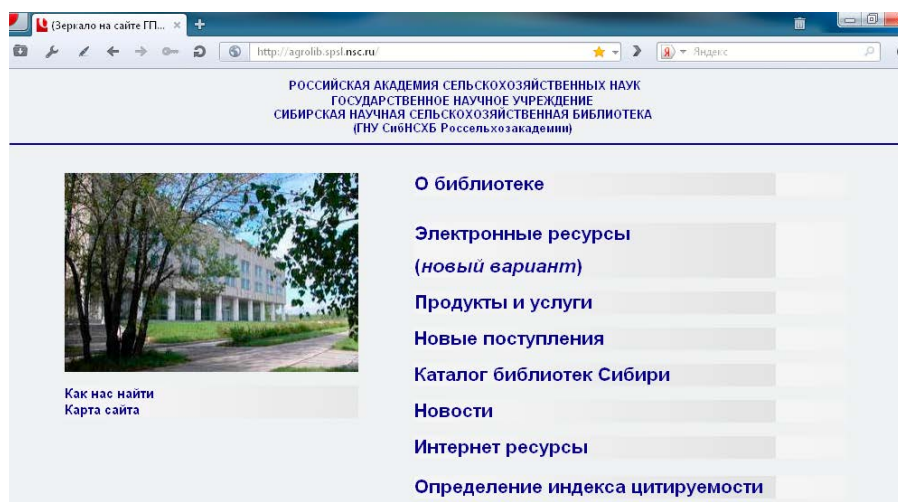 (Зеркало на сайте ГП...
http://agrolib.spsl.nsc.ru/
Яндекс
РОССИЙСКАЯ АКАДЕМИЯ СЕЛЬСКОХОЗЯЙСТВЕННЫХ НАУК
ГОСУДАРСТВЕННОЕ НАУЧНОЕ УЧРЕЖДЕНИЕ
СИБИРСКАЯ НАУЧНАЯ СЕЛЬСКОХОЗЯЙСТВЕННАЯ БИБЛИОТЕКА
(ГНУ СибНСХБ Россельхозакадемии)
О библиотеке
Электронные ресурсы
(новый вариант)
Продукты и услуги
Новые поступления
Каталог библиотек Сибири
Новости
Интернет ресурсы
Определение индекса цитируемости
Как нас найти
Карта сайта